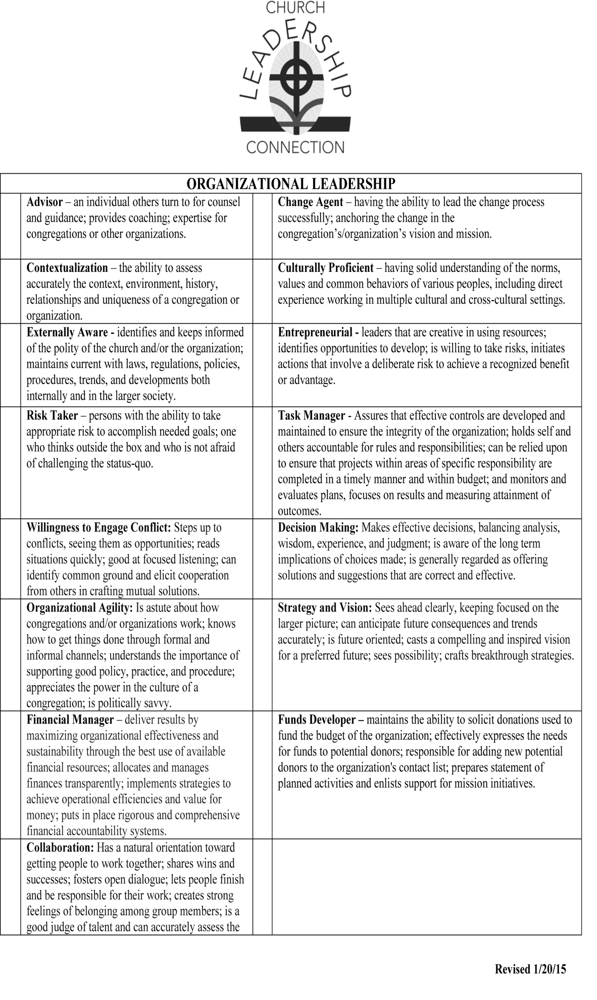 CHURCH
LEADERSHIP
CONNECTION
ORGANIZATIONAL LEADERSHIP
Advisor – an individual others turn to for counsel
and guidance; provides coaching; expertise for
congregations or other organizations.
Change Agent – having the ability to lead the change process
successfully; anchoring the change in the
congregation’s/organization’s vision and mission.
Contextualization – the ability to assess
accurately the context, environment, history,
relationships and uniqueness of a congregation or
organization.
Culturally Proficient – having solid understanding of the norms,
values and common behaviors of various peoples, including direct
experience working in multiple cultural and cross-cultural settings.
Externally Aware - identifies and keeps informed
of the polity of the church and/or the organization;
maintains current with laws, regulations, policies,
procedures, trends, and developments both
internally and in the larger society.
Entrepreneurial - leaders that are creative in using resources;
identifies opportunities to develop; is willing to take risks, initiates
actions that involve a deliberate risk to achieve a recognized benefit
or advantage.
Risk Taker – persons with the ability to take
appropriate risk to accomplish needed goals; one
who thinks outside the box and who is not afraid
of challenging the status-quo.
Task Manager - Assures that effective controls are developed and
maintained to ensure the integrity of the organization; holds self and
others accountable for rules and responsibilities; can be relied upon
to ensure that projects within areas of specific responsibility are
completed in a timely manner and within budget; and monitors and
evaluates plans, focuses on results and measuring attainment of
outcomes.
Willingness to Engage Conflict: Steps up to
conflicts, seeing them as opportunities; reads
situations quickly; good at focused listening; can
identify common ground and elicit cooperation
from others in crafting mutual solutions.
Decision Making: Makes effective decisions, balancing analysis,
wisdom, experience, and judgment; is aware of the long term
implications of choices made; is generally regarded as offering
solutions and suggestions that are correct and effective.
Organizational Agility: Is astute about how
congregations and/or organizations work; knows
how to get things done through formal and
informal channels; understands the importance of
supporting good policy, practice, and procedure;
appreciates the power in the culture of a
congregation; is politically savvy.
Strategy and Vision: Sees ahead clearly, keeping focused on the
larger picture; can anticipate future consequences and trends
accurately; is future oriented; casts a compelling and inspired vision
for a preferred future; sees possibility; crafts breakthrough strategies.
Financial Manager – deliver results by
maximizing organizational effectiveness and
sustainability through the best use of available
financial resources; allocates and manages
finances transparently; implements strategies to
achieve operational efficiencies and value for
money; puts in place rigorous and comprehensive
financial accountability systems.
Funds Developer – maintains the ability to solicit donations used to
fund the budget of the organization; effectively expresses the needs
for funds to potential donors; responsible for adding new potential
donors to the organization's contact list; prepares statement of
planned activities and enlists support for mission initiatives.
Collaboration: Has a natural orientation toward
getting people to work together; shares wins and
successes; fosters open dialogue; lets people finish
and be responsible for their work; creates strong
feelings of belonging among group members; is a
good judge of talent and can accurately assess the
Revised 1/20/15